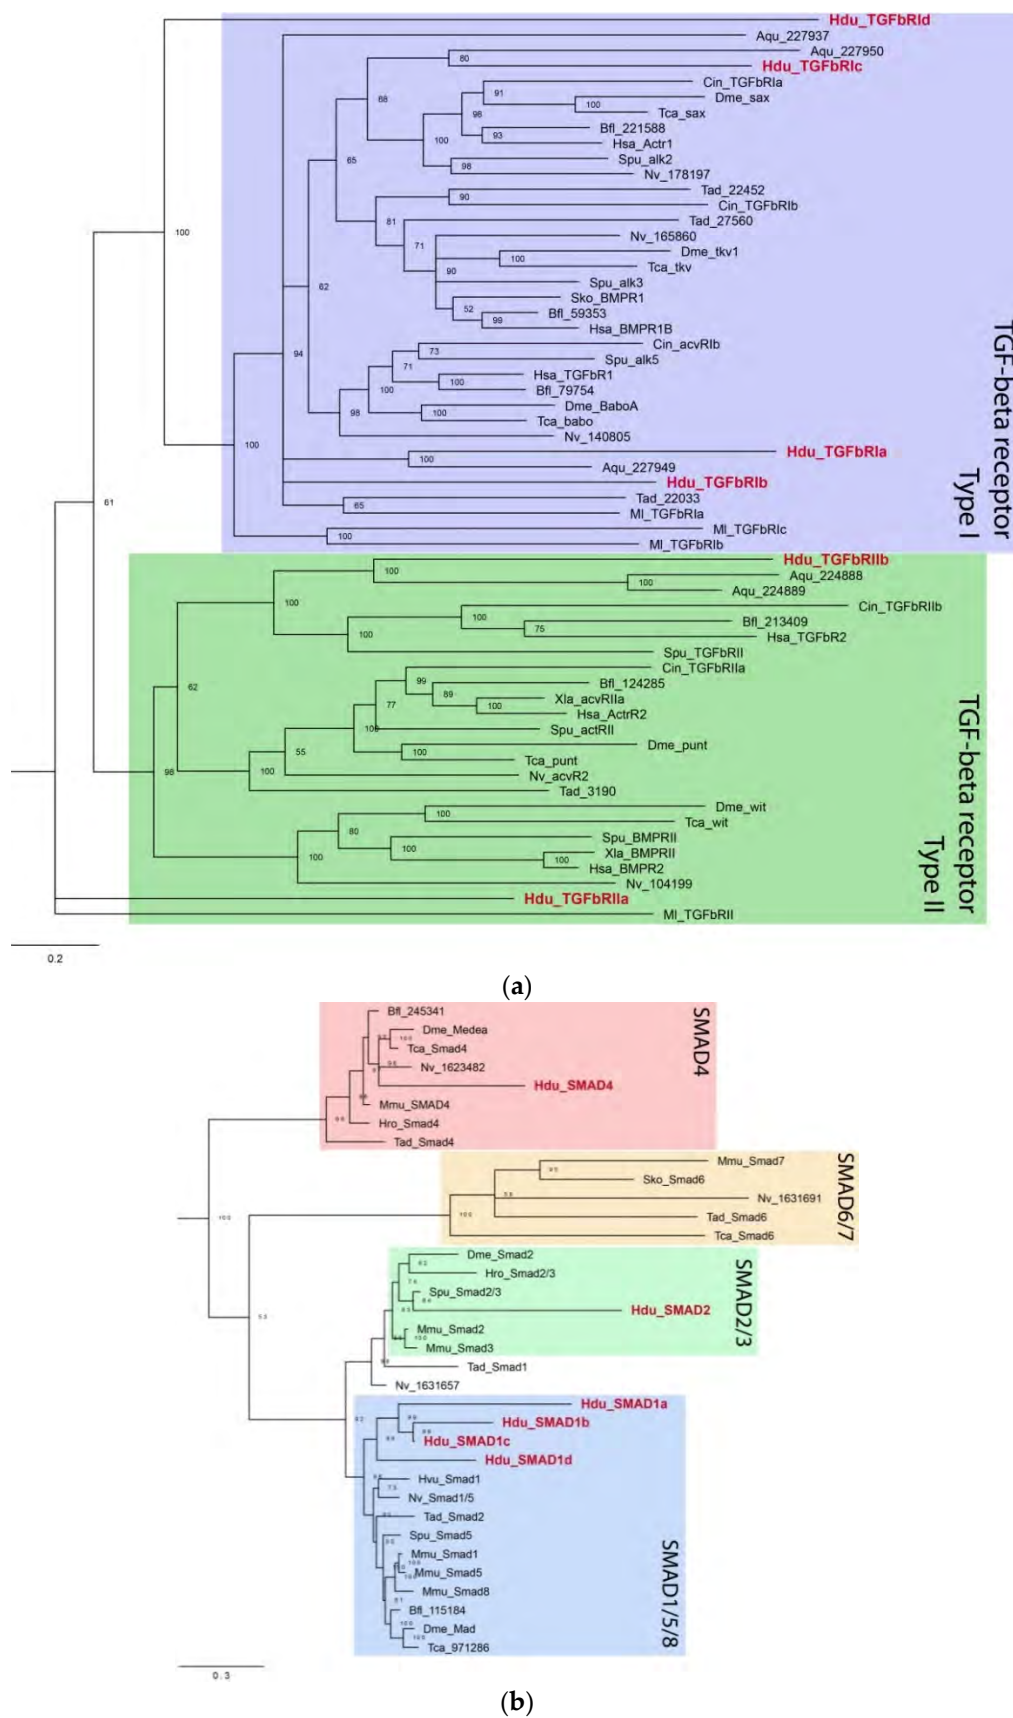 Hdu_TGFbRId
Aqu_227937
Aqu_227950
80
Hdu_TGFbRIc
68
Cin_TGFbRIa
91
Dme_sax
100
Tca_sax
98
Bfl_221588
93
100
Hsa_Actr1
65
Spu_alk2
98
Nv_178197
Tad_22452
90
Cin_TGFbRIb
81
Tad_27560
100
Nv_165860
71
Dme_tkv1
100
90
Tca_tkv
62
Spu_alk3
Sko_BMPR1
52
Bfl_59353
99
Hsa_BMPR1B
Cin_acvRIb
73
94
Spu_alk5
71
Hsa_TGFbR1
100
100
Bfl_79754
Dme_BaboA
98
100
Tca_babo
Nv_140805
100
Hdu_TGFbRIa
Aqu_227949
Hdu_TGFbRIb
Tad_22033
65
Ml_TGFbRIa
61
Ml_TGFbRIc
100
Ml_TGFbRIb
TGF-beta receptor
Type I
Hdu_TGFbRIIb
100
Aqu_224888
100
Aqu_224889
100
Cin_TGFbRIIb
Bfl_213409
75
100
Hsa_TGFbR2
Spu_TGFbRII
Cin_TGFbRIIa
62
99
Bfl_124285
89
Xla_acvRIIa
77
100
Hsa_ActrR2
100
Spu_actRII
Dme_punt
55
100
Tca_punt
98
100
Nv_acvR2
Tad_3190
Dme_wit
100
Tca_wit
80
Spu_BMPRII
100
Xla_BMPRII
100
Hsa_BMPR2
Nv_104199
Hdu_TGFbRIIa
Ml_TGFbRII
TGF-beta receptor
Type II
0.2
(a)
Bfl_245341
Dme_Medea
100
Tca_Smad4
Nv_1623482
Hdu_SMAD4
Mmu_SMAD4
Hro_Smad4
Tad_Smad4
SMAD4
Mmu_Smad7
Sko_Smad6
Nv_1631691
100
Tad_Smad6
100
Tca_Smad6
SMAD6/7
Dme_Smad2
Hro_Smad2/3
Spu_Smad2/3
Hdu_SMAD2
Mmu_Smad2
100
Mmu_Smad3
SMAD2/3
Tad_Smad1
Nv_1631657
Hdu_SMAD1a
Hdu_SMAD1b
Hdu_SMAD1c
Hdu_SMAD1d
Hvu_Smad1
Nv_Smad1/5
Tad_Smad2
Spu_Smad5
Mmu_Smad1
Mmu_Smad5
Mmu_Smad8
Bfl_115184
Dme_Mad
100
Tca_971286
SMAD1/5/8
0.3
(b)